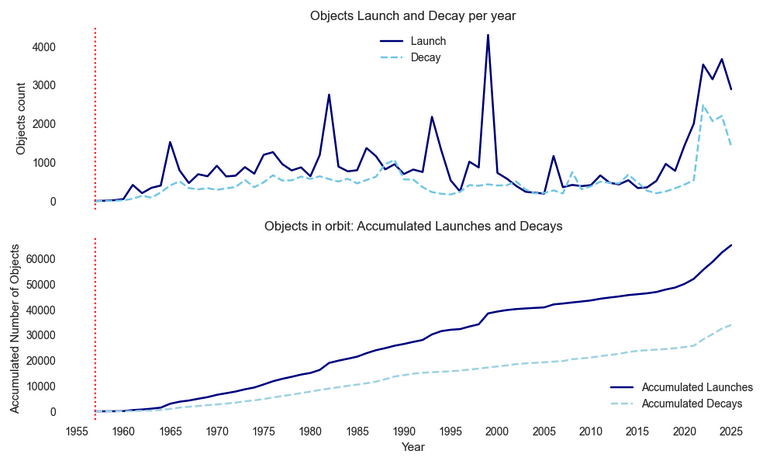 Objects Launch and Decay per year
Objects count
4000
3000
2000
1000
0
Launch
Decay
Objects in orbit: Accumulated Launches and Decays
Accumulated Number of Objects
60000
50000
40000
30000
20000
10000
0
Accumulated Launches
Accumulated Decays
1955 1960 1965 1970 1975 1980 1985 1990 1995 2000 2005 2010 2015 2020 2025
Year